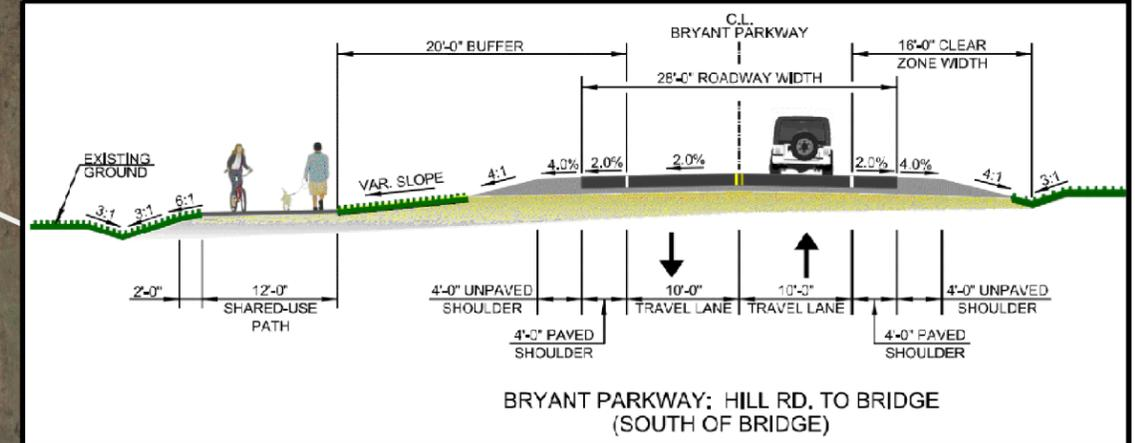 C.L.
BRYANT PARKWAY
20'-0" BUFFER
16'-0" CLEAR
ZONE WIDTH
28'-0" ROADWAY WIDTH
EXISTING
GROUND
3:1
3:1
6:1
VAR. SLOPE
4:1
4.0%
2.0%
2.0%
2.0%
4.0%
4:1
3:1
2'-0"
12'-0"
SHARED-USE
PATH
4'-0" UNPAVED
SHOULDER
4'-0" PAVED
SHOULDER
10'-0"
TRAVEL LANE
10'-0"
TRAVEL LANE
4'-0" PAVED
SHOULDER
4'-0" UNPAVED
SHOULDER
BRYANT PARKWAY: HILL RD. TO BRIDGE
(SOUTH OF BRIDGE)